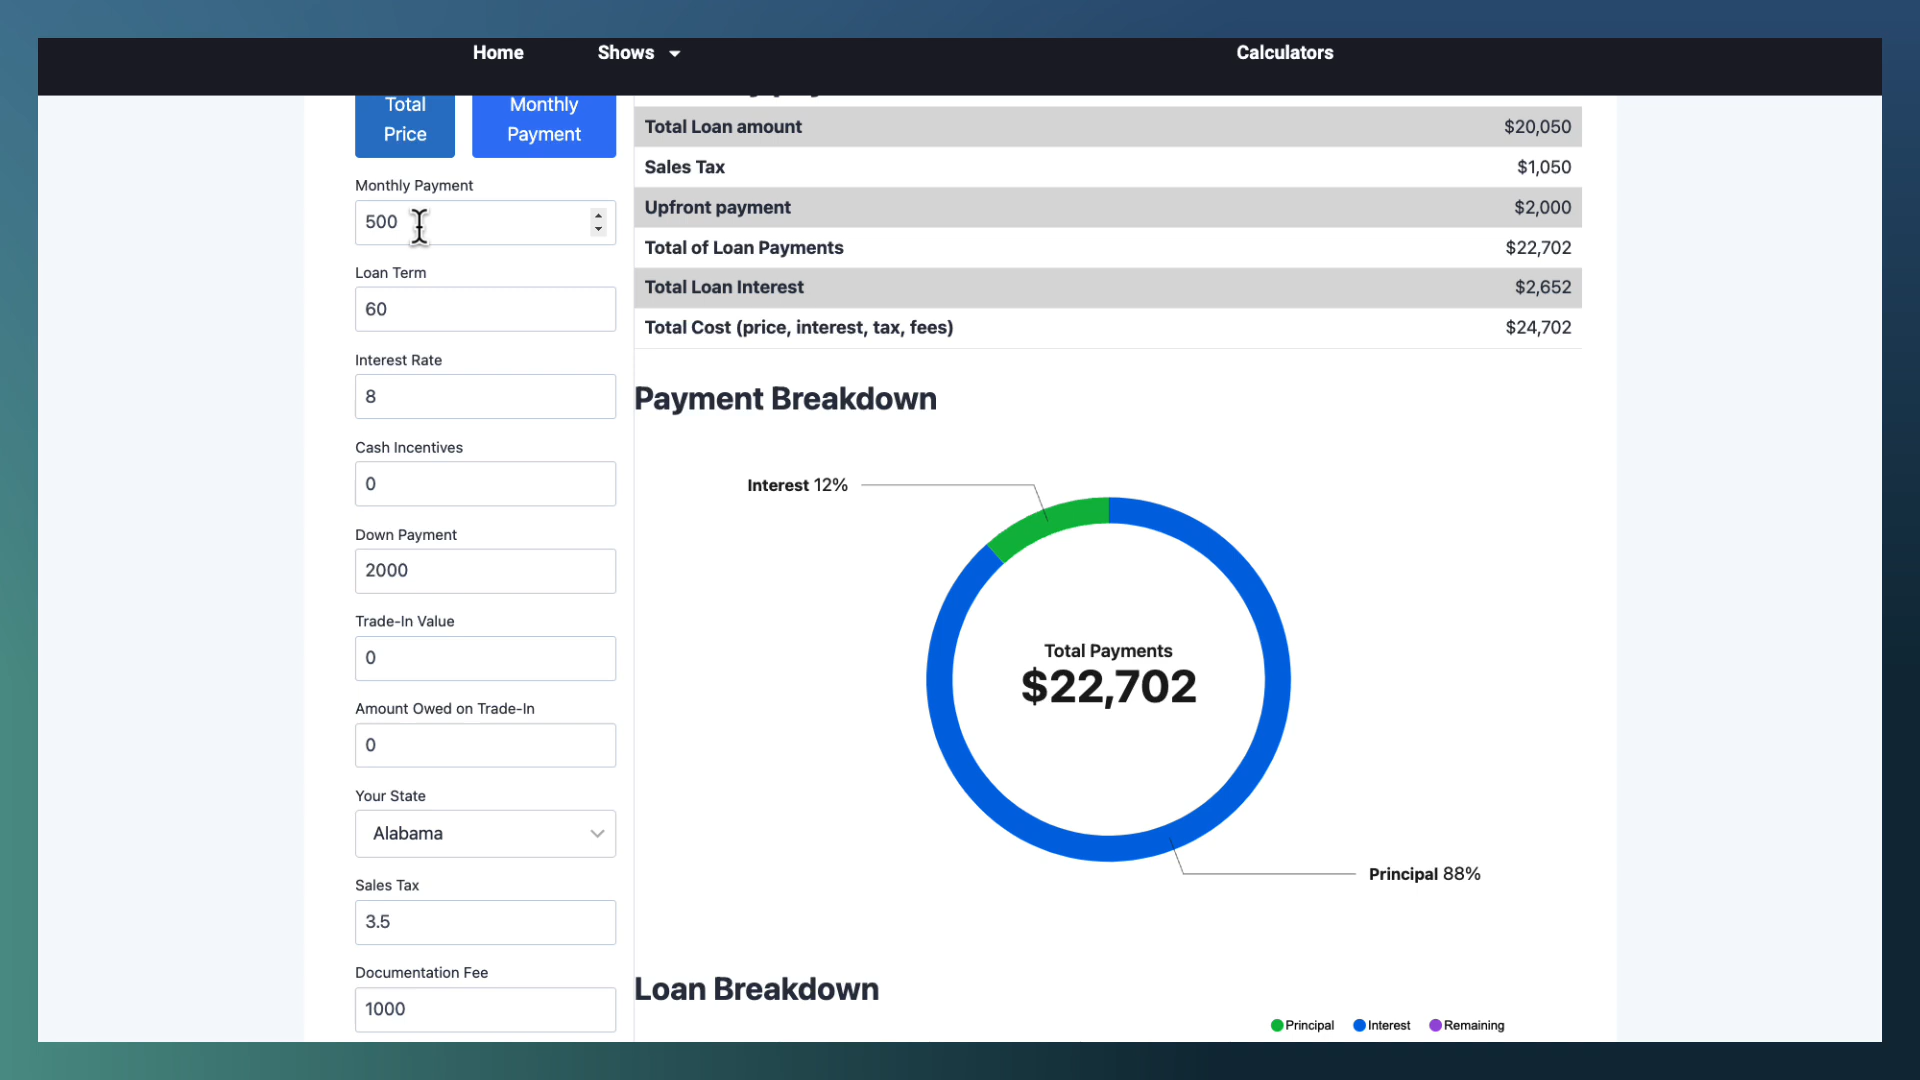 Home
Shows
Calculators
Total
Price
Monthly
Payment
Monthly Payment
500
Loan Term
60
Interest Rate
8
Cash Incentives
0
Down Payment
2000
Trade-In Value
0
Amount Owed on Trade-In
0
Your State
Alabama
Sales Tax
3.5
Documentation Fee
1000
Total Loan amount $20,050
Sales Tax $1,050
Upfront payment $2,000
Total of Loan Payments $22,702
Total Loan Interest $2,652
Total Cost (price, interest, tax, fees) $24,702
Payment Breakdown
Interest 12%
Total Payments
$22,702
Principal 88%
Loan Breakdown
Principal Interest Remaining